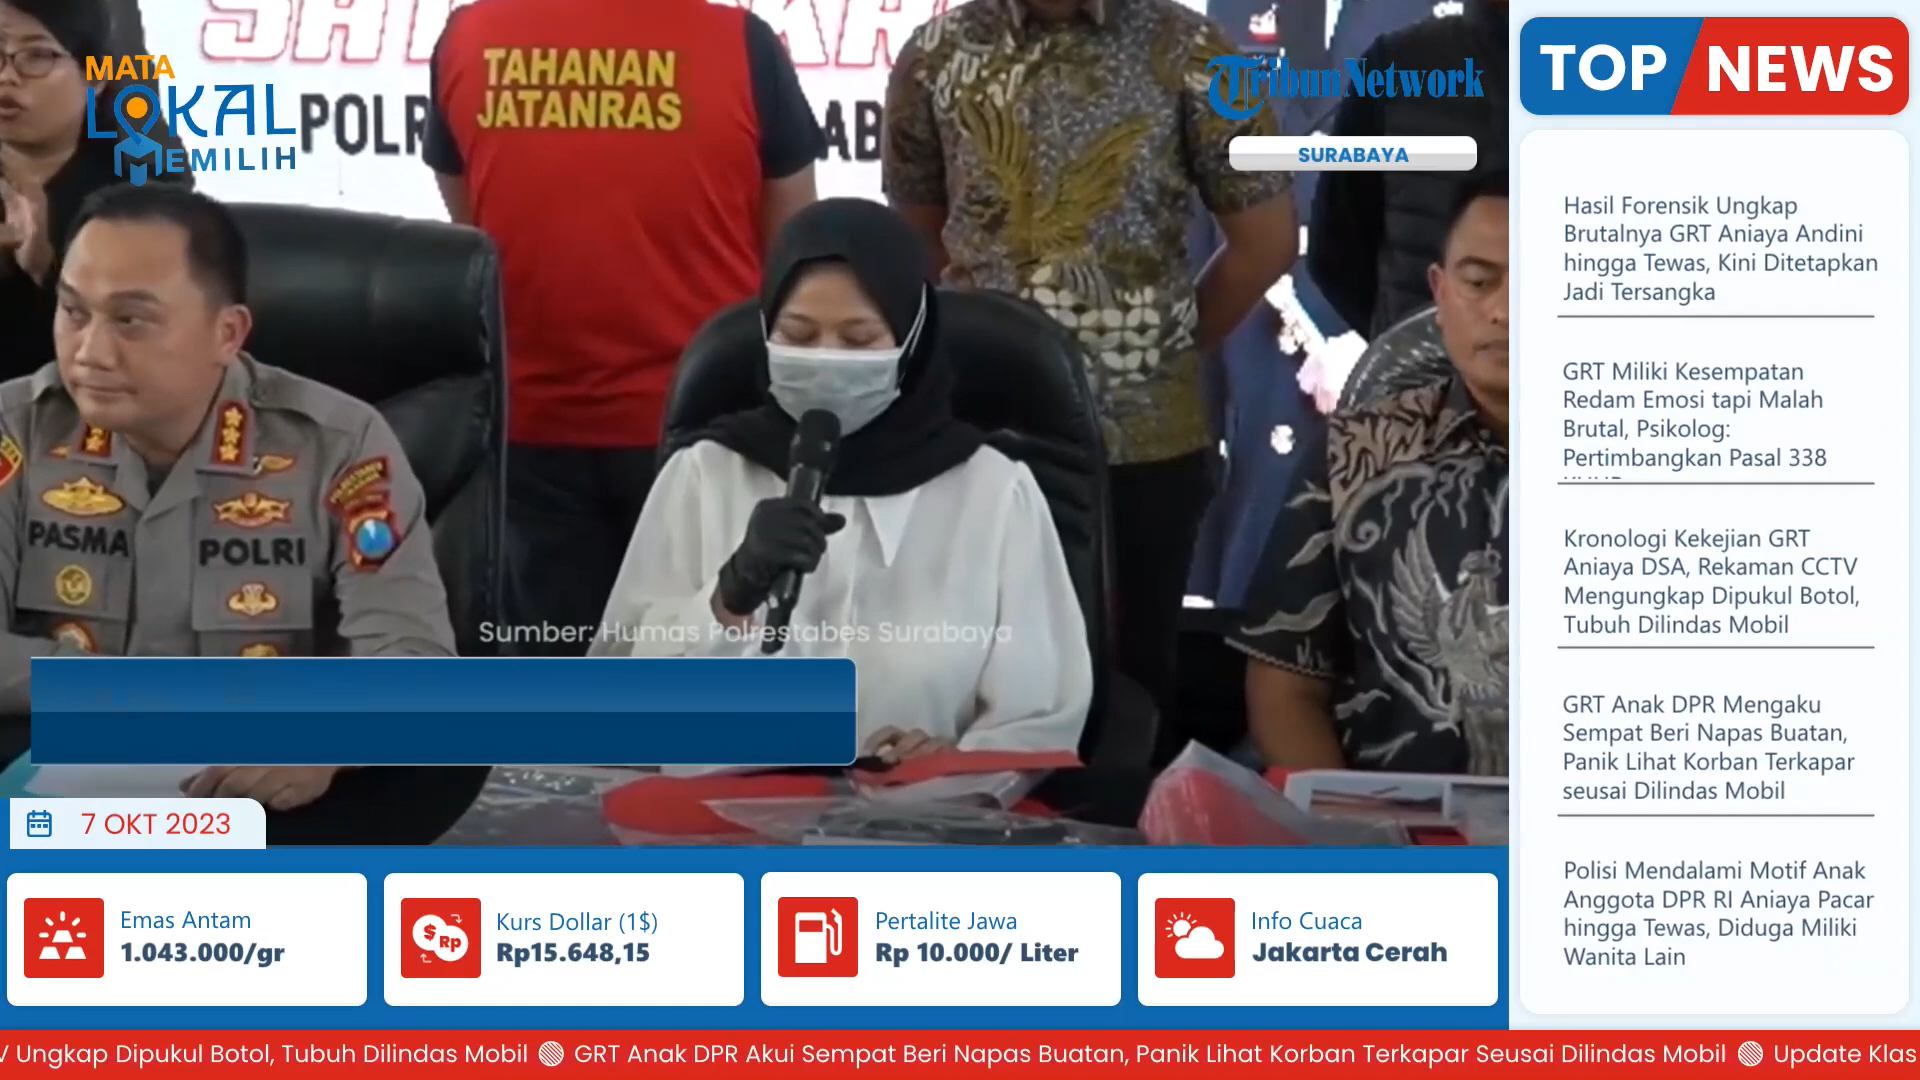 TAHANAN
JATANRAS
MATA
LOKAL
MEMILIH
POLR
AB
TribunNetwork
SURABAYA
PASMA
POLRI
Sumber: Humas Polrestabes Surabaya
TOP NEWS
Hasil Forensik Ungkap
Brutalnya GRT Aniaya Andini
hingga Tewas, Kini Ditetapkan
Jadi Tersangka
GRT Miliki Kesempatan
Redam Emosi tapi Malah
Brutal, Psikolog:
Pertimbangkan Pasal 338
Kronologi Kekejian GRT
Aniaya DSA, Rekaman CCTV
Mengungkap Dipukul Botol,
Tubuh Dilindas Mobil
GRT Anak DPR Mengaku
Sempat Beri Napas Buatan,
Panik Lihat Korban Terkapar
seusai Dilindas Mobil
Polisi Mendalami Motif Anak
Anggota DPR RI Aniaya Pacar
hingga Tewas, Diduga Miliki
Wanita Lain
7 OKT 2023
Emas Antam
1.043.000/gr
Kurs Dollar (1$)
Rp15.648,15
Pertalite Jawa
Rp 10.000/ Liter
Info Cuaca
Jakarta Cerah
V Ungkap Dipukul Botol, Tubuh Dilindas Mobil GRT Anak DPR Akui Sempat Beri Napas Buatan, Panik Lihat Korban Terkapar Seusai Dilindas Mobil Update Klas